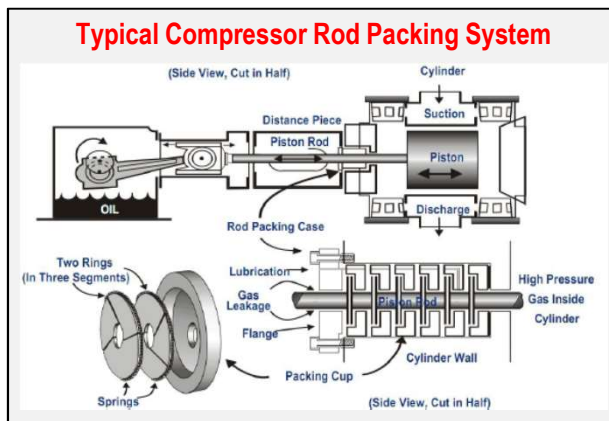 Typical Compressor Rod Packing System
(Side View, Cut in Half)
Cylinder
Suction
Distance Piece
Piston Rod
Piston
OIL
Discharge
Rod Packing Case
Two Rings
(In Three Segments)
Lubrication
Gas
Leakage
Flange
Piston Rod
High Pressure
Gas Inside
Cylinder
Cylinder Wall
Packing Cup
Springs
(Side View, Cut in Half)